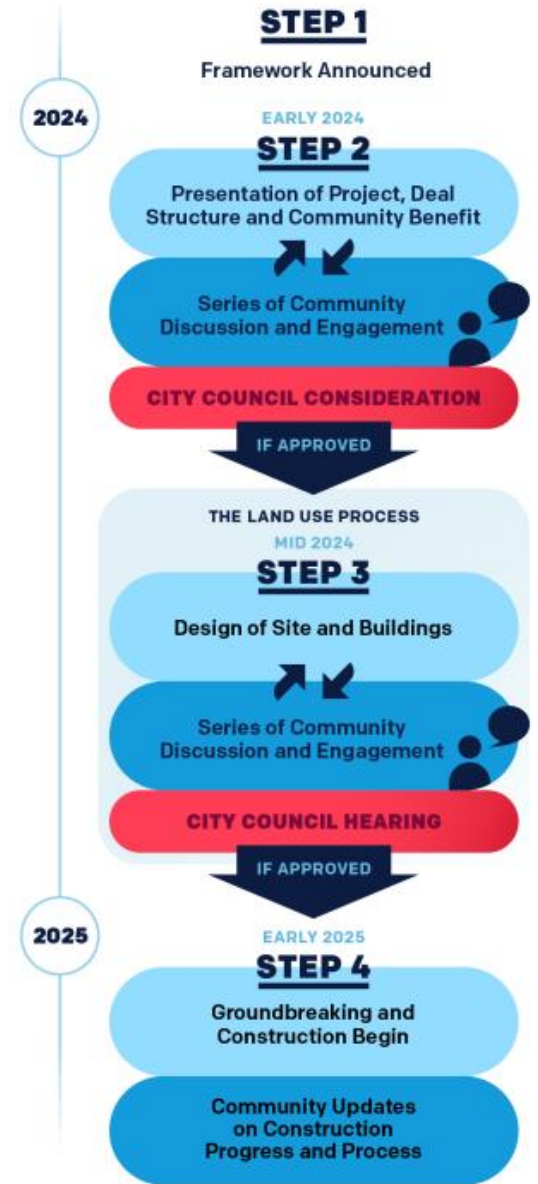 STEP 1
Framework Announced
2024
EARLY 2024
STEP 2
Presentation of Project, Deal
Structure and Community Benefit
Series of Community
Discussion and Engagement
CITY COUNCIL CONSIDERATION
IF APPROVED
THE LAND USE PROCESS
MID 2024
STEP 3
Design of Site and Buildings
Series of Community
Discussion and Engagement
CITY COUNCIL HEARING
IF APPROVED
2025
EARLY 2025
STEP 4
Groundbreaking and
Construction Begin
Community Updates
on Construction
Progress and Process